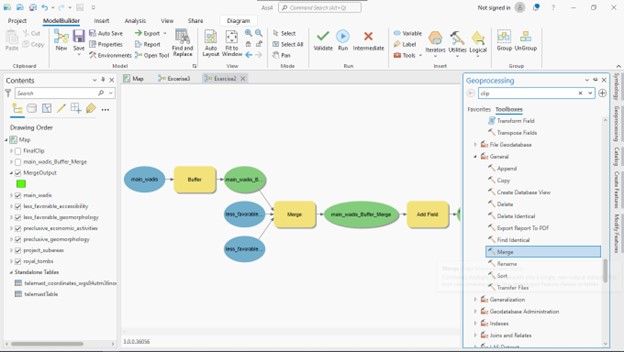 Ass4
Command Search (Alt+Q)
Not signed in
Project
ModelBuilder
Insert
Analysis
View
Share
Diagram
Paste
Cut
Copy
New
Save
Auto Save
Report
Environments
Export
Print
Open Tool
Properties
Find and Replace
Auto Layout
Fit to Window
Select
Select All
Pan
Validate
Run
Intermediate
Variable
Label
Tools
Iterators
Utilities
Logical
Group
UnGroup
Clipboard
Model
View
Mode
Run
Insert
Group
Contents
Search
Drawing Order
Map
FinalClip
main_wadis_Buffer_Merge
MergeOutput
main_wadis
less_favorable_accessibility
less_favorable_geomorphology
preclusive_economic_activities
preclusive_geomorphology
project_subareas
royal_tombs
Standalone Tables
Map
Excerise3
Exercise2
Buffer
main_wadis_B...
less_favorable...
less_favorable...
Merge
main_wadis_Buffer_Merge
Add Field
3.0.0.36056
Geoprocessing
clip
Favorites
Toolboxes
Transform Field
Transpose Fields
File Geodatabase
General
Append
Copy
Create Database View
Delete
Delete Identical
Export Report To PDF
Find Identical
Merge
Rename
Sort
Transfer Files
Generalization
Geodatabase Administration
Indexes
Joins and Relates
LAS Dataset
Symbology
Geoprocessing
Catalog
Create Features
Modify Features